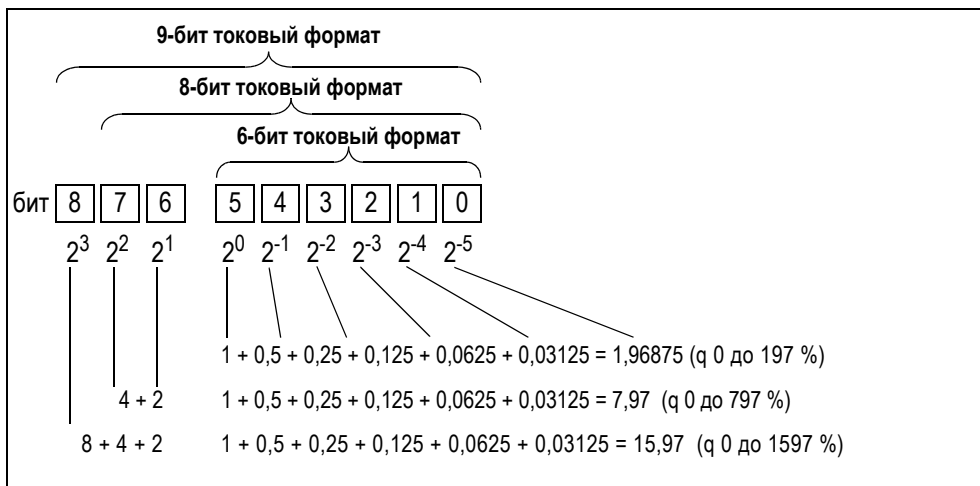 9-бит токовый формат
8-бит токовый формат
6-бит токовый формат
бит 8 7 6 5 4 3 2 1 0
2^3 2^2 2^1 2^0 2^-1 2^-2 2^-3 2^-4 2^-5
1 + 0,5 + 0,25 + 0,125 + 0,0625 + 0,03125 = 1,96875 (q 0 до 197 %)
4 + 2 1 + 0,5 + 0,25 + 0,125 + 0,0625 + 0,03125 = 7,97 (q 0 до 797 %)
8 + 4 + 2 1 + 0,5 + 0,25 + 0,125 + 0,0625 + 0,03125 = 15,97 (q 0 до 1597 %)